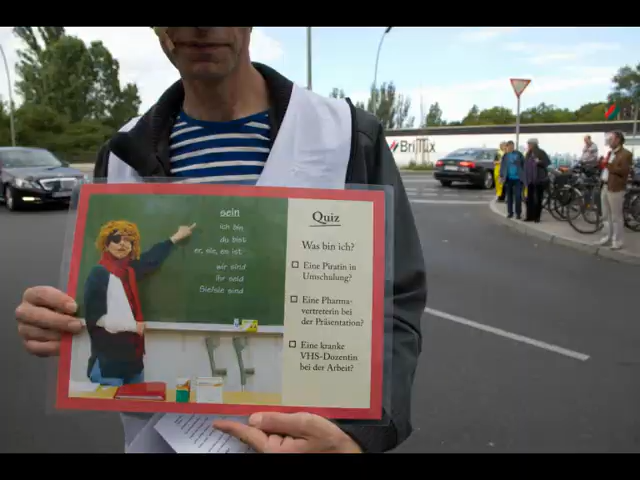 BriTTix
sein
ich bin
du bist
er, sie, es ist
wir sind
ihr seid
Sie/sie sind
Quiz
Was bin ich?
Eine Piratin in
Umschulung?
Eine Pharma-
vertreterin bei
der Präsentation?
Eine kranke
VHS-Dozentin
bei der Arbeit?